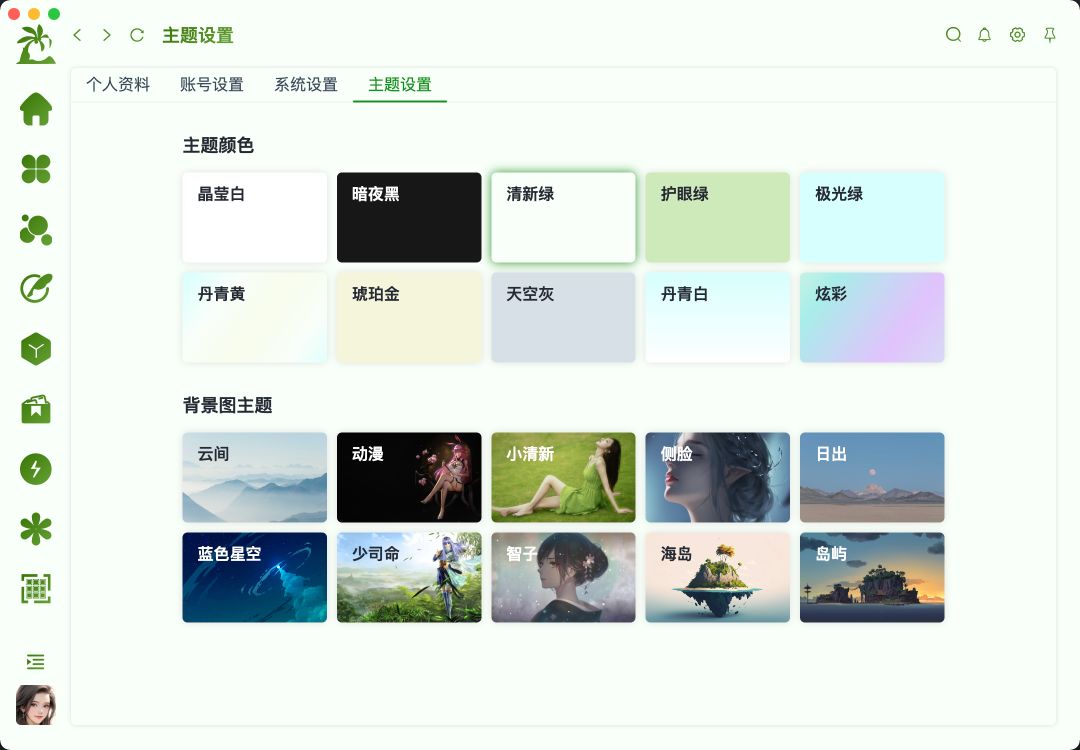 主题设置
个人资料 账号设置 系统设置 主题设置
主题颜色
晶莹白 暗夜黑 清新绿 护眼绿 极光绿
丹青黄 琥珀金 天空灰 丹青白 炫彩
背景图主题
云间 动漫 小清新 侧脸 日出
蓝色星空 少司命 智子 海岛 岛屿